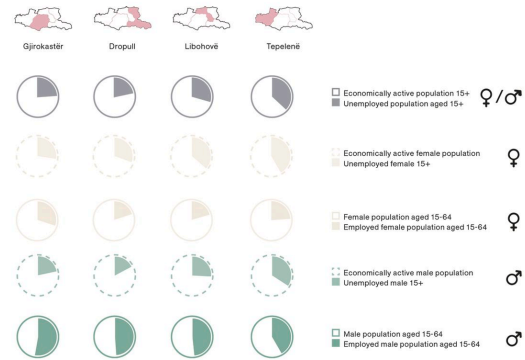 Gjirokastër
Dropull
Libohovë
Tepelenë
Economically active population 15+
Unemployed population aged 15+
Economically active female population
Unemployed female 15+
Female population aged 15-64
Employed female population aged 15-64
Economically active male population
Unemployed male 15+
Male population aged 15-64
Employed male population aged 15-64